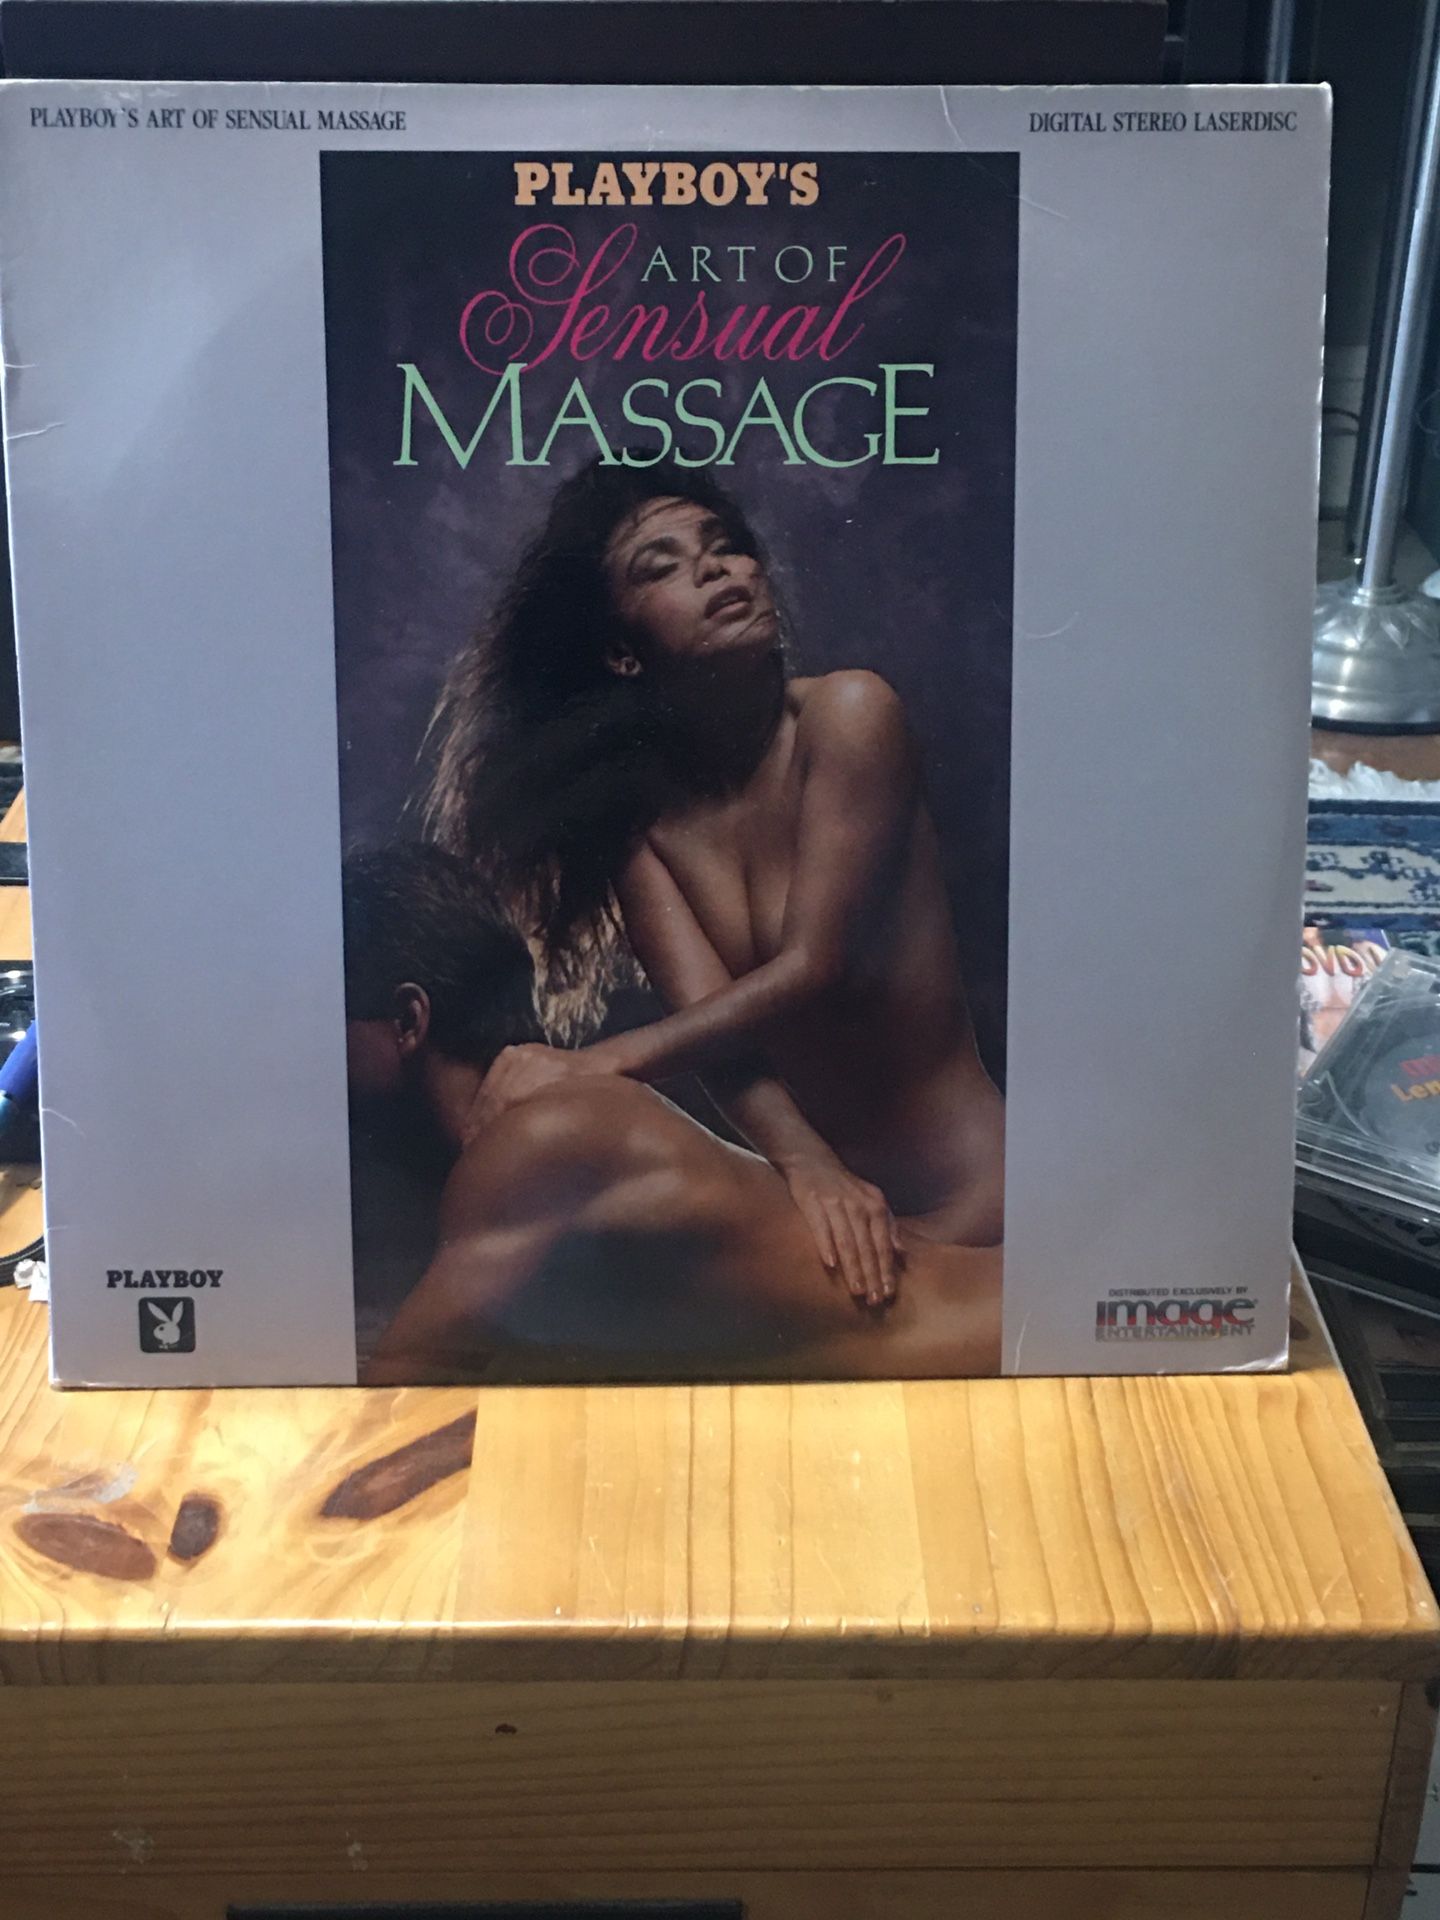 PLAYBOY'S ART OF SENSUAL MASSAGE
DIGITAL STEREO LASERDISC
PLAYBOY'S
ART OF
Sensual
MASSAGE
PLAYBOY
DISTRIBUTED EXCLUSIVELY BY
image
ENTERTAINMENT